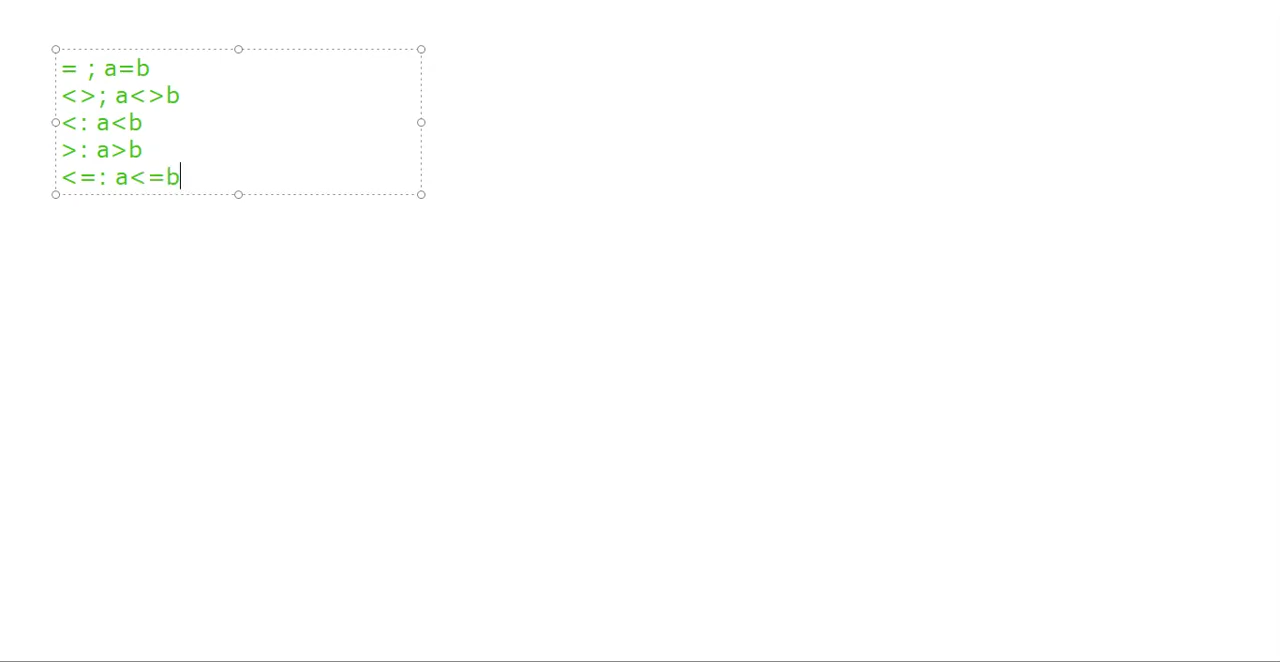 = ; a=b
<>; a<>b
<: a<b
>: a>b
<=: a<=b